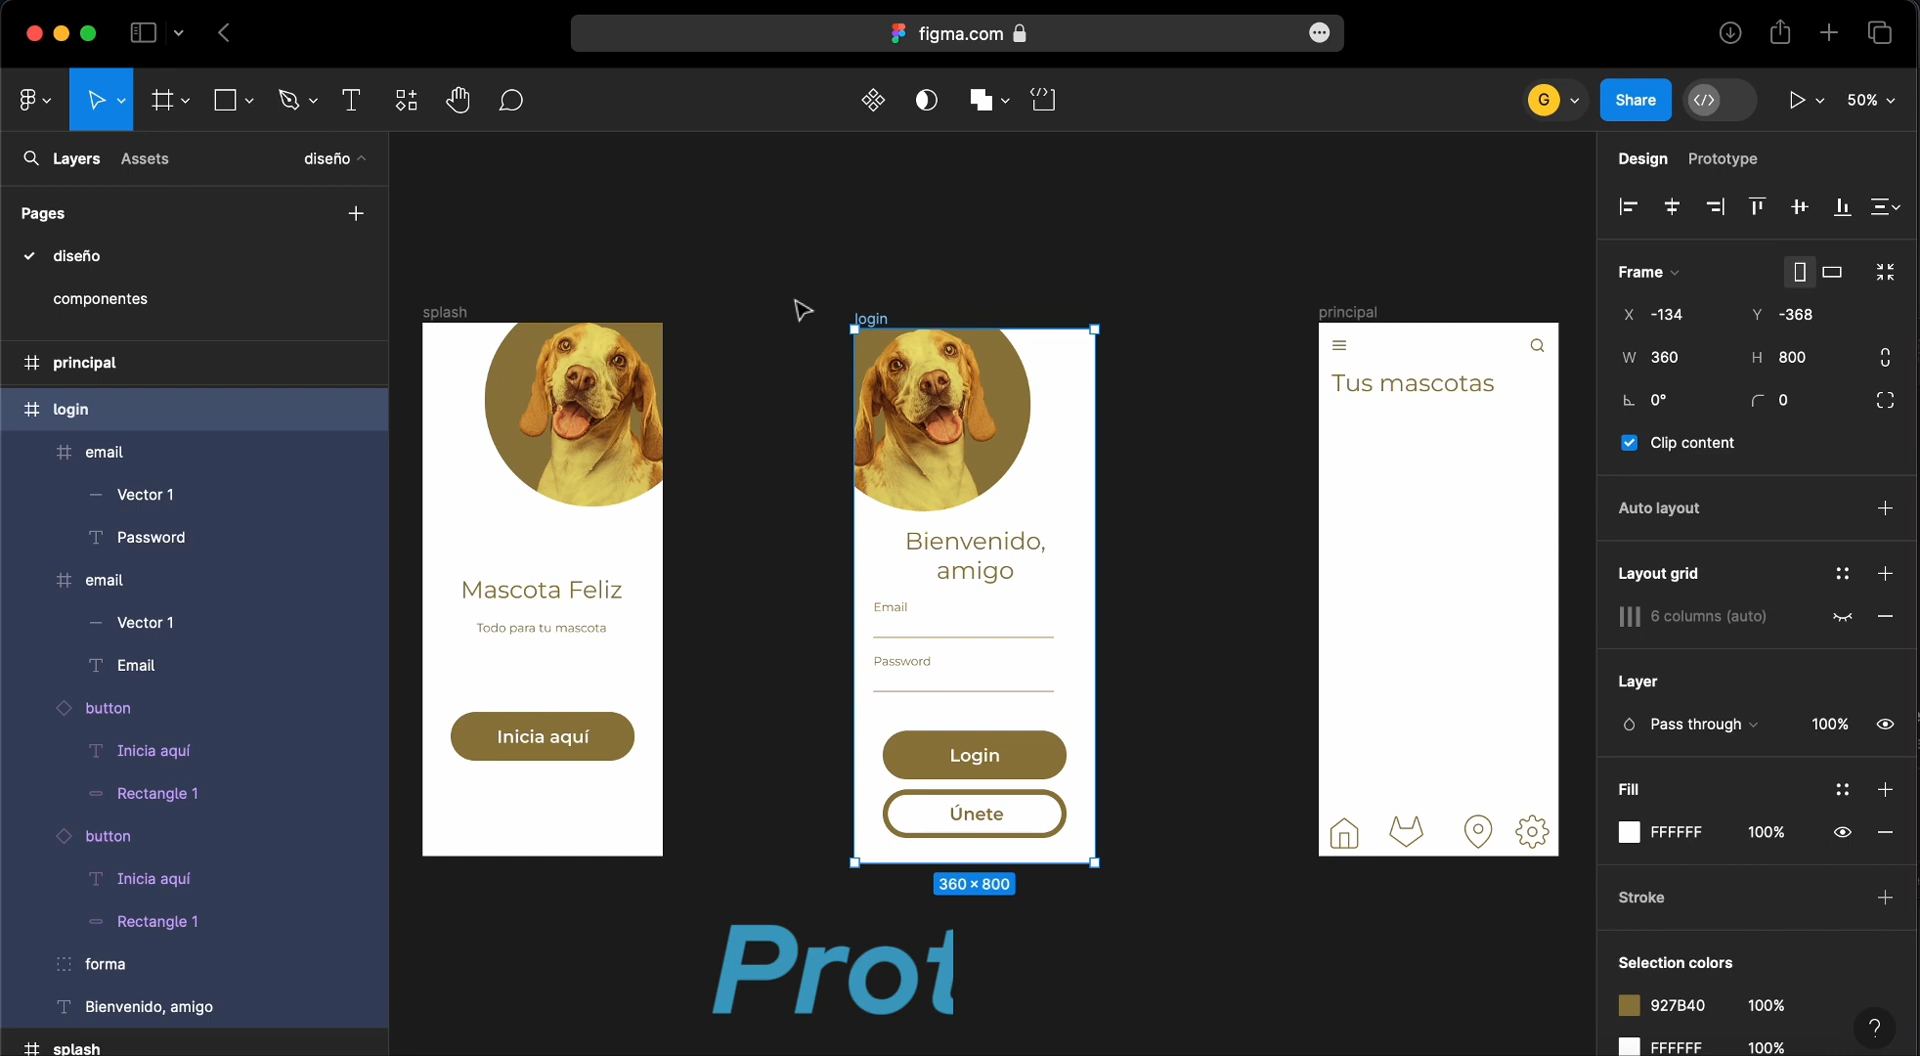 figma.com
G
Share
50%
Layers
Assets
diseño
Design
Prototype
Pages
diseño
componentes
principal
login
email
Vector 1
Password
email
Vector 1
Email
button
Inicia aquí
Rectangle 1
button
Inicia aquí
Rectangle 1
forma
Bienvenido, amigo
splash
splash
Mascota Feliz
Todo para tu mascota
Inicia aquí
login
Bienvenido,
amigo
Email
Password
Login
Únete
360 × 800
Prot
principal
Tus mascotas
Frame
X -134 Y -368
W 360 H 800
0° 0
Clip content
Auto layout
Layout grid
6 columns (auto)
Layer
Pass through 100%
Fill
FFFFFF 100%
Stroke
Selection colors
927B40 100%
FFFFFF 100%
?